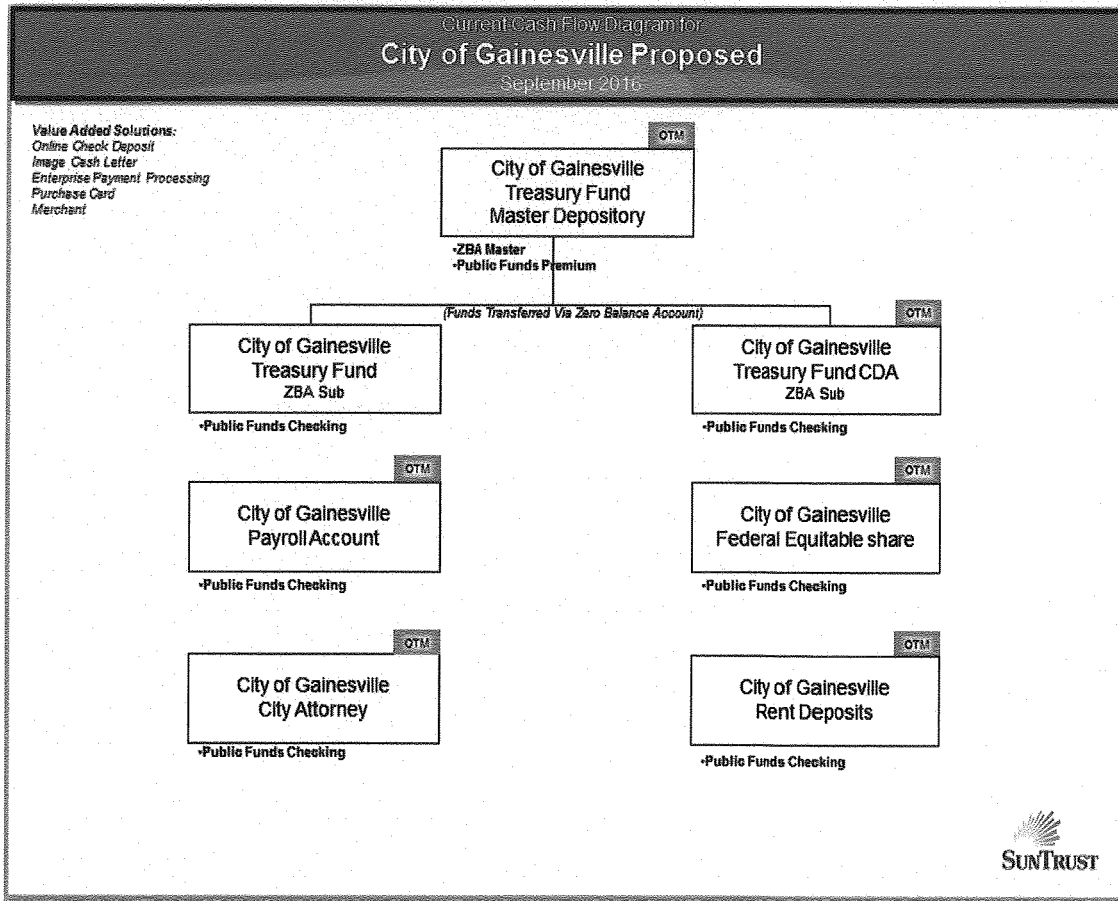 Current Cash Flow Diagram for
City of Gainesville Proposed
September 2016
Value Added Solutions:
Online Check Deposit
Image Cash Letter
Enterprise Payment Processing
Purchase Card
Merchant
OTM
City of Gainesville
Treasury Fund
Master Depository
•ZBA Master
•Public Funds Premium
(Funds Transferred Via Zero Balance Account)
City of Gainesville
Treasury Fund
ZBA Sub
•Public Funds Checking
OTM
City of Gainesville
Treasury Fund CDA
ZBA Sub
•Public Funds Checking
OTM
City of Gainesville
Payroll Account
•Public Funds Checking
OTM
City of Gainesville
Federal Equitable share
•Public Funds Checking
OTM
City of Gainesville
City Attorney
•Public Funds Checking
OTM
City of Gainesville
Rent Deposits
•Public Funds Checking
SUNTRUST